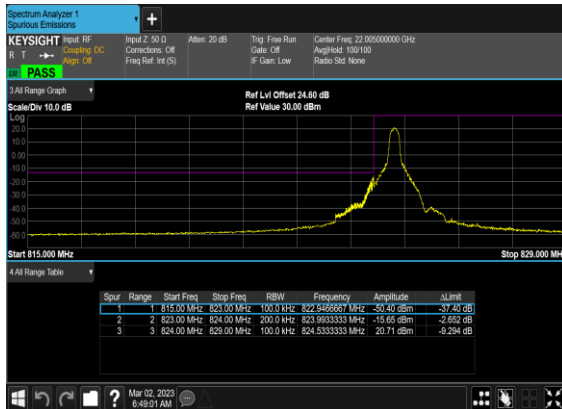 Spectrum Analyzer 1
Spurious Emissions
KEYSIGHT Input: RF Input Z: 50 Ω Atten: 20 dB Trig: Free Run Center Freq: 22.005000000 GHz
R T Coupling: DC Corrections: Off Gate: Off Avg|Hold: 100/100
Align: Off Freq Ref: Int (S) IF Gain: Low Radio Std: None
PASS
3 All Range Graph
Ref Lvl Offset 24.60 dB
Scale/Div 10.0 dB Ref Value 30.00 dBm
Log
20.0
10.0
0.00
-10.0
-20.0
-30.0
-40.0
-50.0
-60.0
Start 815.000 MHz Stop 829.000 MH
4 All Range Table
Spur Range Start Freq Stop Freq RBW Frequency Amplitude ΔLimit
1 1 815.00 MHz 823.00 MHz 100.0 kHz 822.9466667 MHz -50.40 dBm -37.40 dB
2 2 823.00 MHz 824.00 MHz 200.0 kHz 823.9933333 MHz -15.65 dBm -2.652 dB
3 3 824.00 MHz 829.00 MHz 100.0 kHz 824.5333333 MHz 20.71 dBm -9.294 dB
? Mar 02, 2023
6:49:01 AM